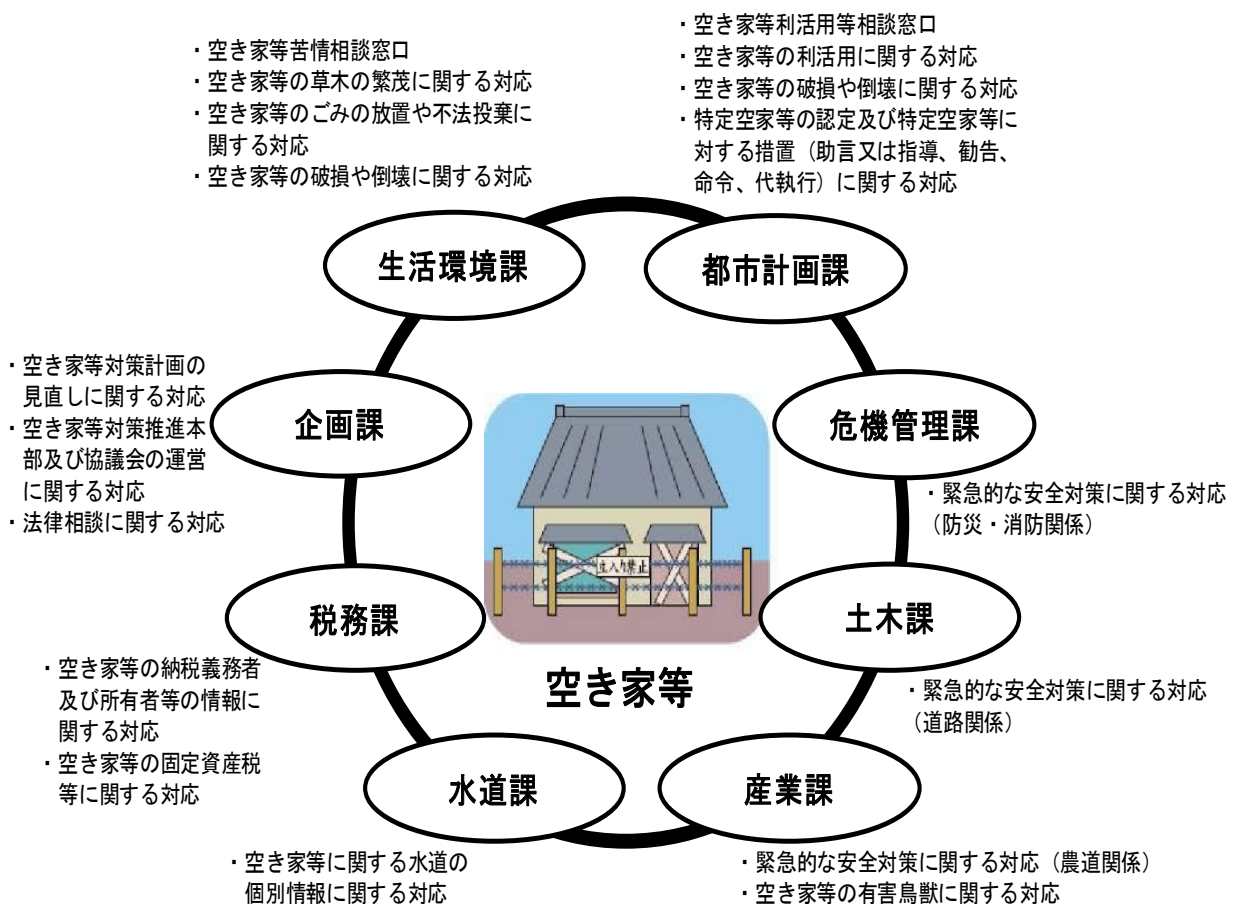 ・空き家等苦情相談窓口
・空き家等の草木の繁茂に関する対応
・空き家等のごみの放置や不法投棄に
関する対応
・空き家等の破損や倒壊に関する対応
・空き家等利活用等相談窓口
・空き家等の利活用に関する対応
・空き家等の破損や倒壊に関する対応
・特定空家等の認定及び特定空家等に
対する措置（助言又は指導、勧告、
命令、代執行）に関する対応
生活環境課
都市計画課
・空き家等対策計画の
見直しに関する対応
・空き家等対策推進本
部及び協議会の運営
に関する対応
・法律相談に関する対応
企画課
危機管理課
・緊急的な安全対策に関する対応
（防災・消防関係）
立入り禁止
税務課
土木課
・空き家等の納税義務者
及び所有者等の情報に
関する対応
・空き家等の固定資産税
等に関する対応
空き家等
・緊急的な安全対策に関する対応
（道路関係）
水道課
産業課
・空き家等に関する水道の
個別情報に関する対応
・緊急的な安全対策に関する対応（農道関係）
・空き家等の有害鳥獣に関する対応